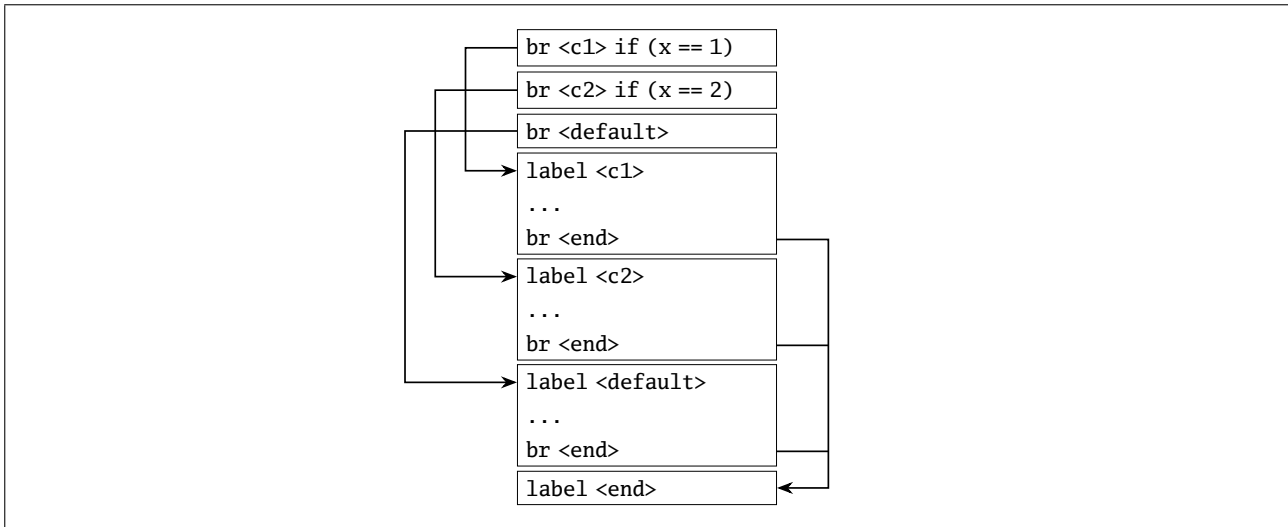 br <c1> if (x == 1)
br <c2> if (x == 2)
br <default>
label <c1>
...
br <end>
label <c2>
...
br <end>
label <default>
...
br <end>
label <end>